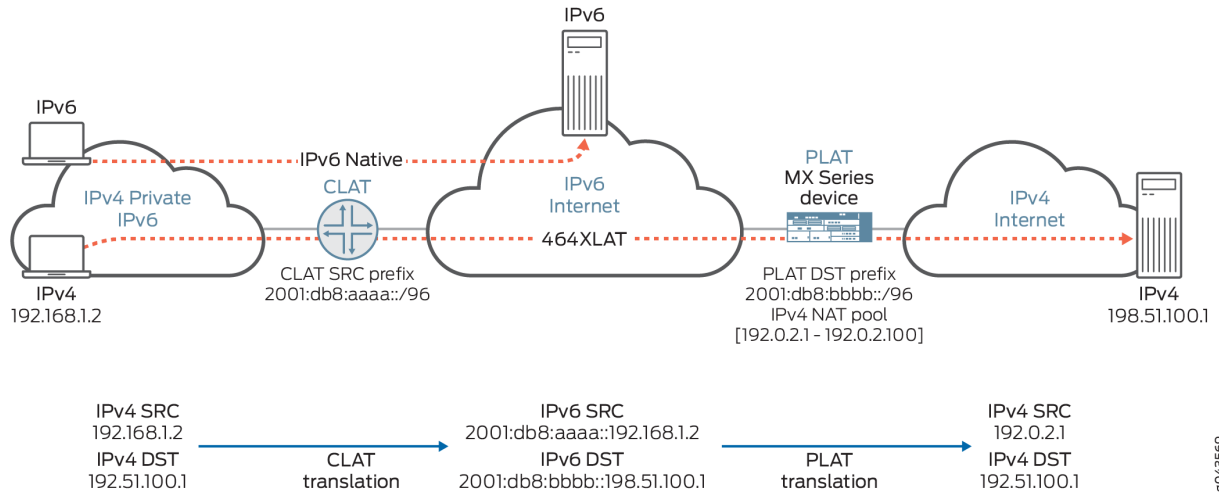 IPv6
IPv6
IPv6 Native
CLAT
IPv4 Private
IPv6
IPv6
Internet
PLAT
MX Series
device
IPv4
Internet
464XLAT
CLAT SRC prefix
2001:db8:aaaa::/96
PLAT DST prefix
2001:db8:bbbb::/96
IPv4 NAT pool
[192.0.2.1 - 192.0.2.100]
IPv4
192.168.1.2
IPv4
198.51.100.1
IPv4 SRC
192.168.1.2
IPv4 DST
192.51.100.1
CLAT
translation
IPv6 SRC
2001:db8:aaaa::192.168.1.2
IPv6 DST
2001:db8:bbbb::198.51.100.1
PLAT
translation
IPv4 SRC
192.0.2.1
IPv4 DST
192.51.100.1